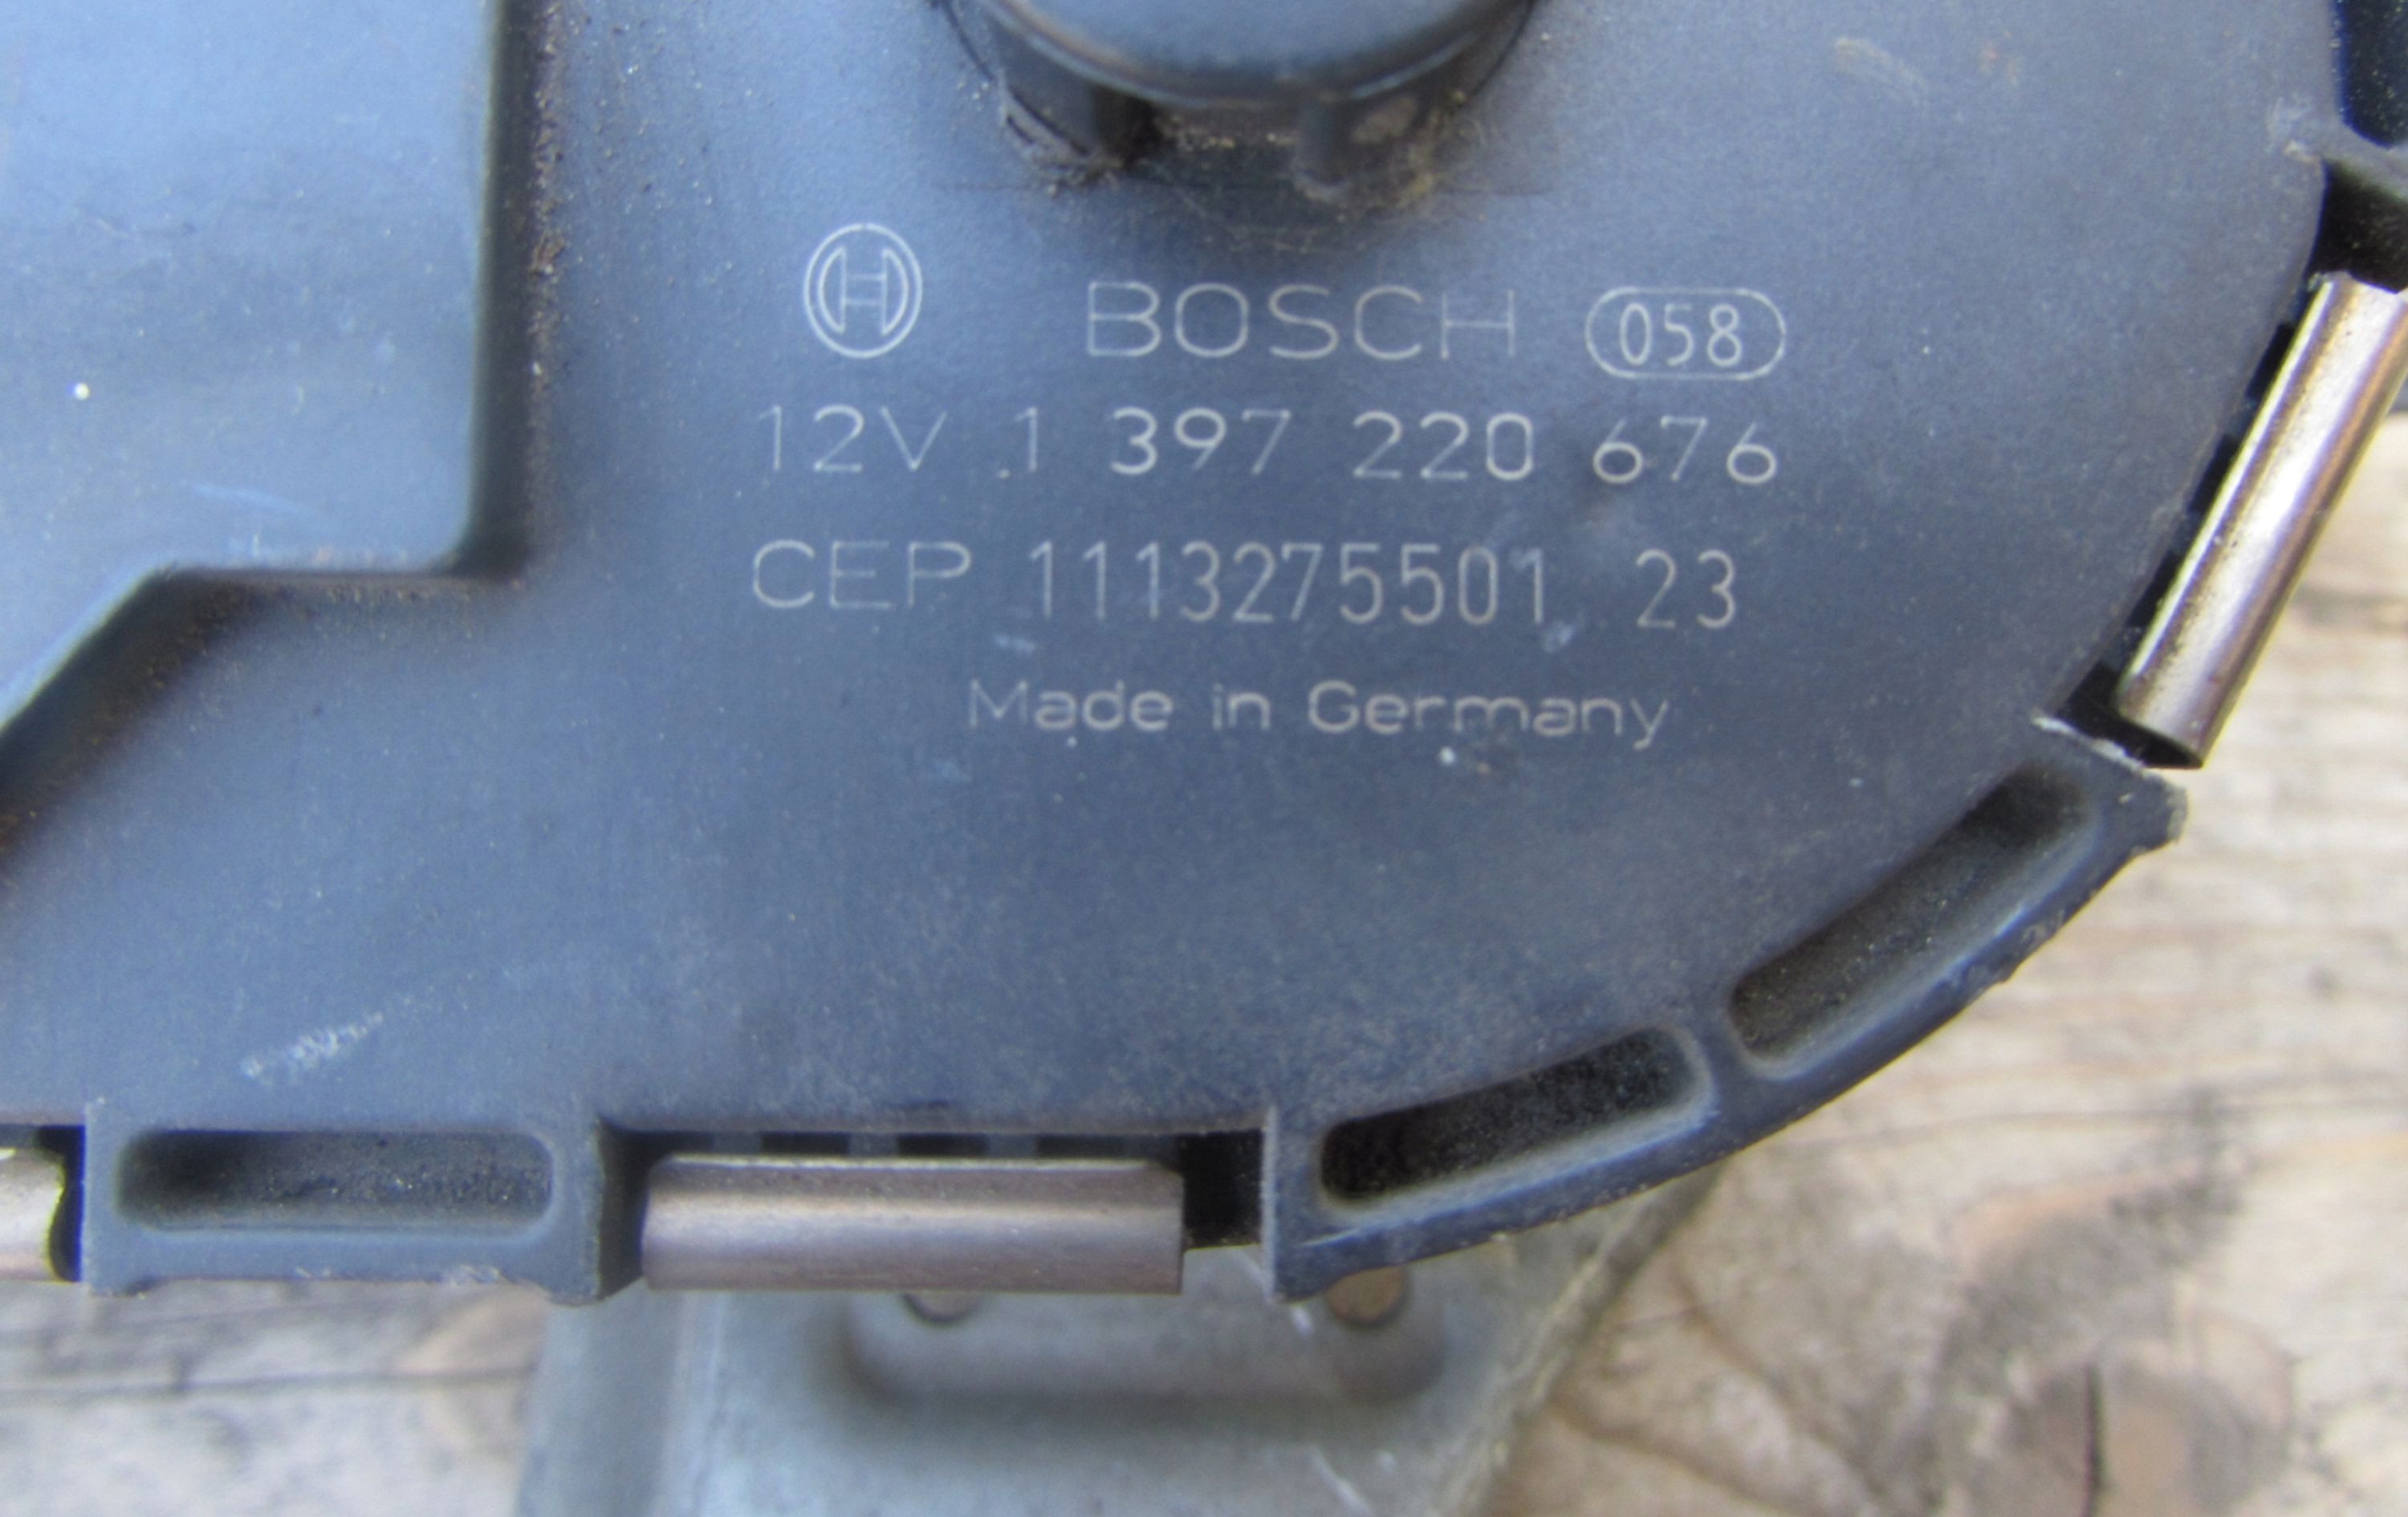 BOSCH 058
12V 1 397 220 676
CEP 1113275501 23
Made in Germany